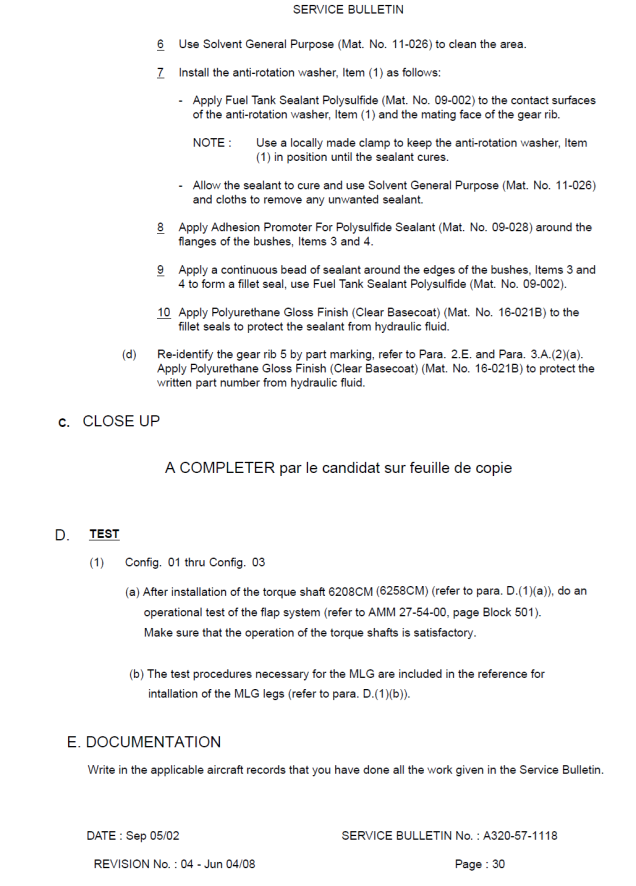 SERVICE BULLETIN
6 Use Solvent General Purpose (Mat. No. 11-026) to clean the area.
7 Install the anti-rotation washer, Item (1) as follows:
- Apply Fuel Tank Sealant Polysulfide (Mat. No. 09-002) to the contact surfaces
of the anti-rotation washer, Item (1) and the mating face of the gear rib.
NOTE : Use a locally made clamp to keep the anti-rotation washer, Item
(1) in position until the sealant cures.
- Allow the sealant to cure and use Solvent General Purpose (Mat. No. 11-026)
and cloths to remove any unwanted sealant.
8 Apply Adhesion Promoter For Polysulfide Sealant (Mat. No. 09-028) around the
flanges of the bushes, Items 3 and 4.
9 Apply a continuous bead of sealant around the edges of the bushes, Items 3 and
4 to form a fillet seal, use Fuel Tank Sealant Polysulfide (Mat. No. 09-002).
10 Apply Polyurethane Gloss Finish (Clear Basecoat) (Mat. No. 16-021B) to the
fillet seals to protect the sealant from hydraulic fluid.
(d) Re-identify the gear rib 5 by part marking, refer to Para. 2.E. and Para. 3.A.(2)(a).
Apply Polyurethane Gloss Finish (Clear Basecoat) (Mat. No. 16-021B) to protect the
written part number from hydraulic fluid.
c. CLOSE UP
A COMPLETER par le candidat sur feuille de copie
D. TEST
(1) Config. 01 thru Config. 03
(a) After installation of the torque shaft 6208CM (6258CM) (refer to para. D.(1)(a)), do an
operational test of the flap system (refer to AMM 27-54-00, page Block 501).
Make sure that the operation of the torque shafts is satisfactory.
(b) The test procedures necessary for the MLG are included in the reference for
intallation of the MLG legs (refer to para. D.(1)(b)).
E. DOCUMENTATION
Write in the applicable aircraft records that you have done all the work given in the Service Bulletin.
DATE : Sep 05/02 SERVICE BULLETIN No. : A320-57-1118
REVISION No. : 04 - Jun 04/08 Page : 30